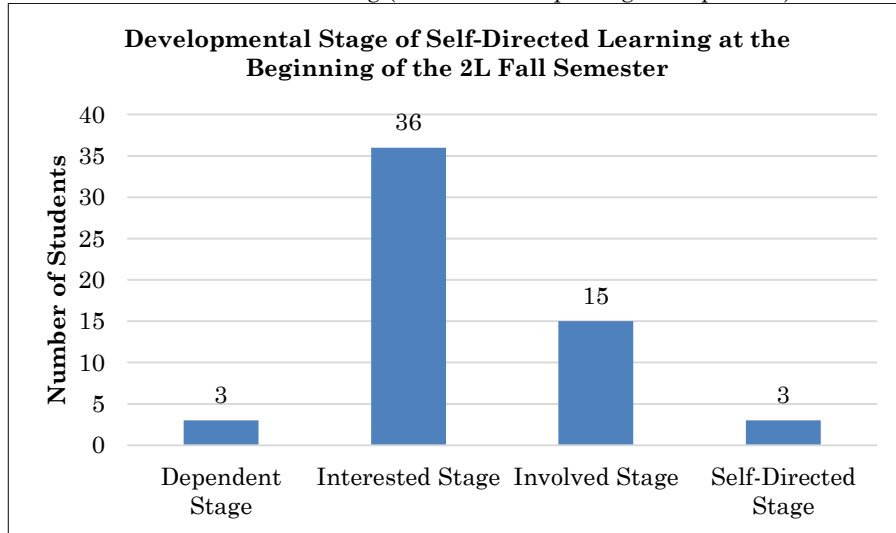 Developmental Stage of Self-Directed Learning at the
Beginning of the 2L Fall Semester
Number of Students
40
35
30
25
20
15
10
5
0
3
36
15
3
Dependent Stage
Interested Stage
Involved Stage
Self-Directed Stage